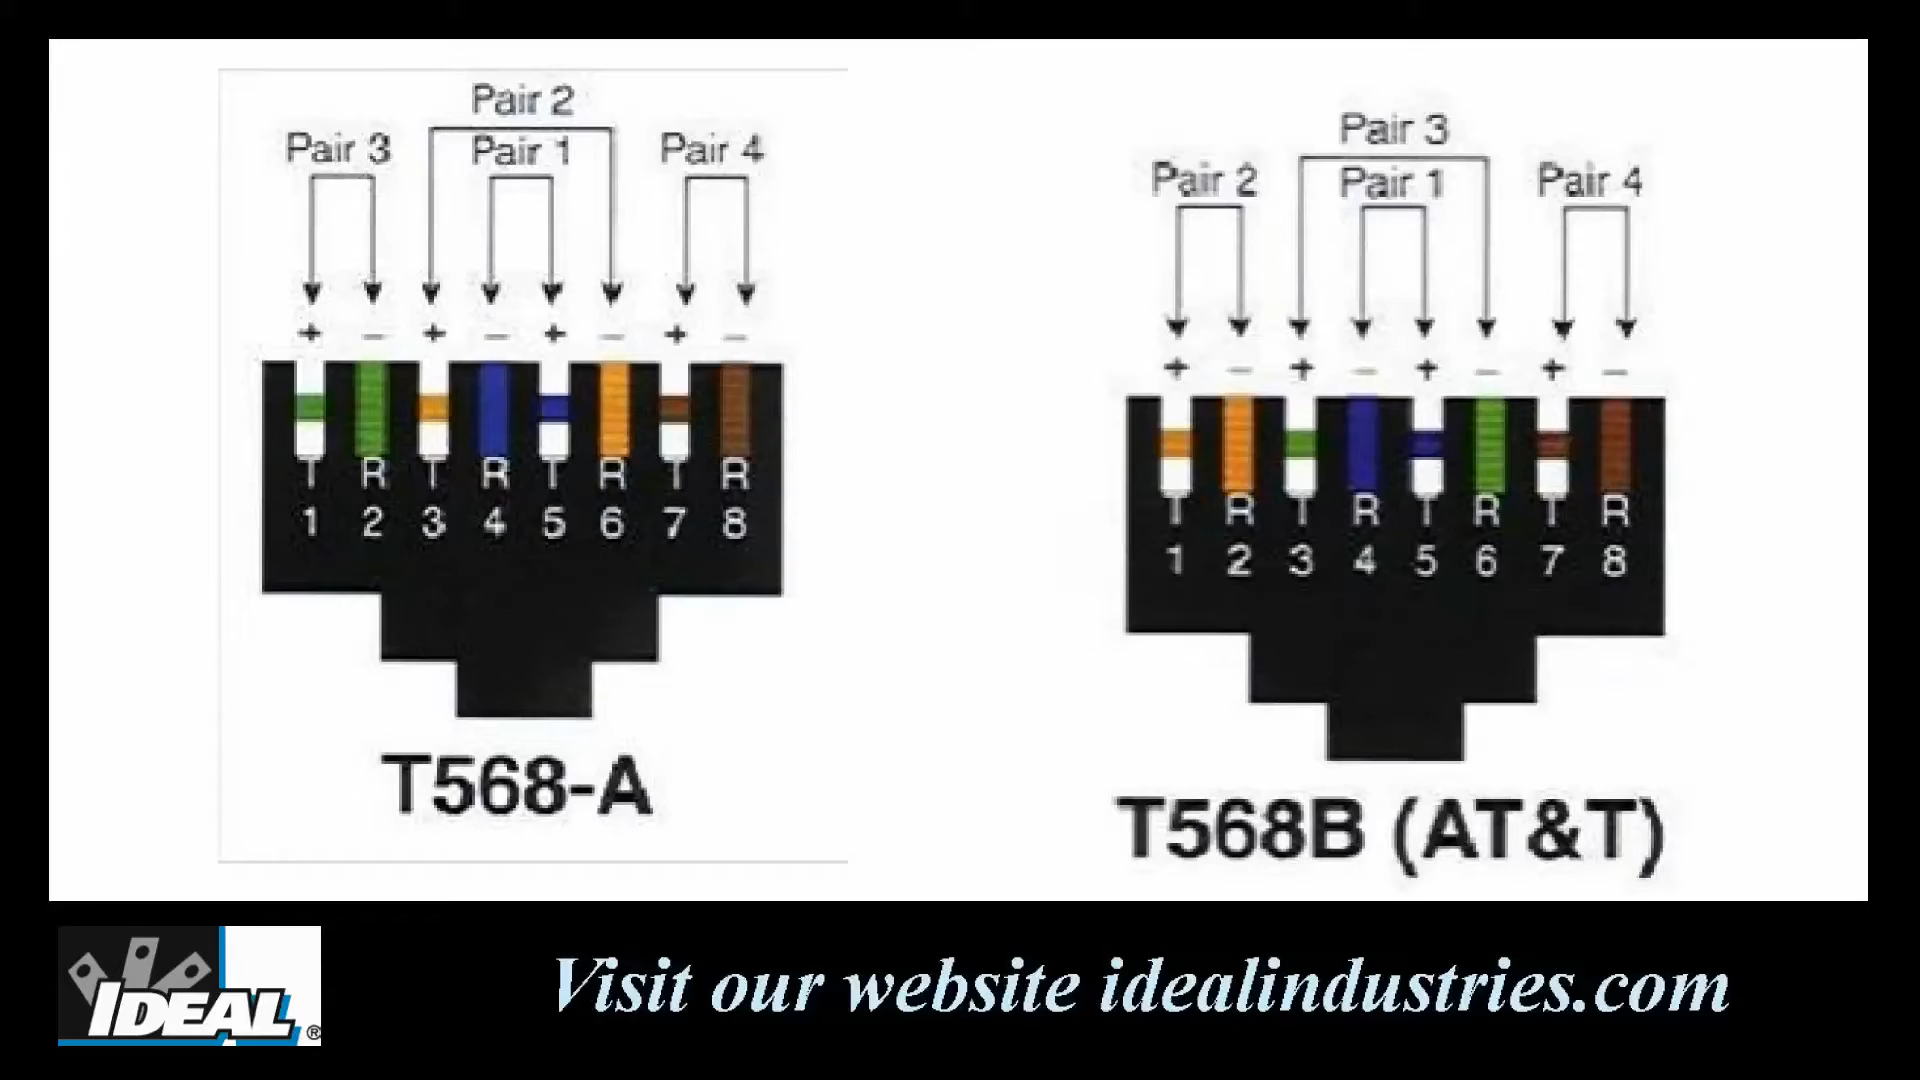 Pair 2
Pair 3 Pair 1 Pair 4
+ – + – + – + –
T R T R T R T R
1 2 3 4 5 6 7 8
T568-A
Pair 3
Pair 2 Pair 1 Pair 4
+ – + – + – + –
T R T R T R T R
1 2 3 4 5 6 7 8
T568B (AT&T)
IDEAL®
Visit our website idealindustries.com